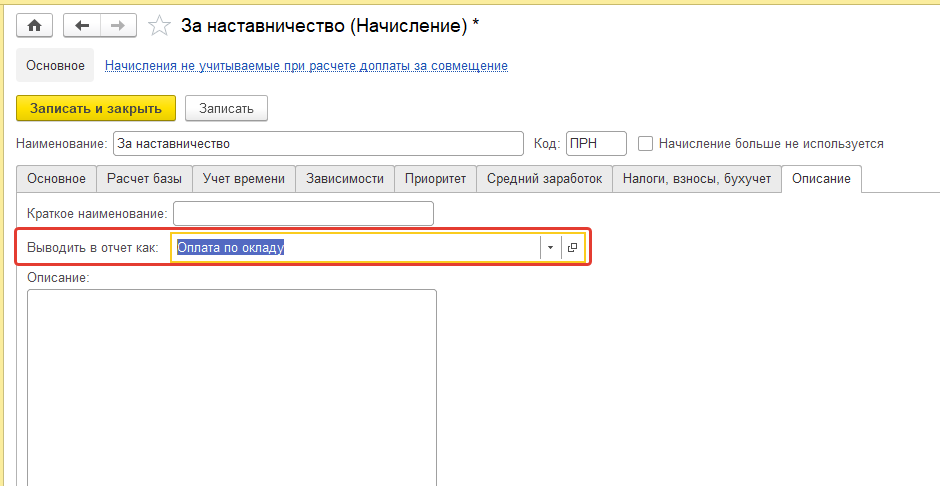 За наставничество (Начисление) *
Основное Начисления не учитываемые при расчете доплаты за совмещение
Записать и закрыть Записать
Наименование: За наставничество Код: ПРН Начисление больше не используется
Основное Расчет базы Учет времени Зависимости Приоритет Средний заработок Налоги, взносы, бухучет Описание
Краткое наименование:
Выводить в отчет как: Оплата по окладу
Описание: